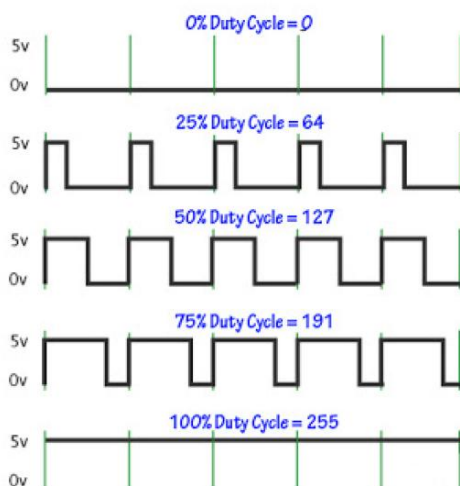 0% Duty Cycle = 0
5v
0v
25% Duty Cycle = 64
5v
0v
50% Duty Cycle = 127
5v
0v
75% Duty Cycle = 191
5v
0v
100% Duty Cycle = 255
5v
0v